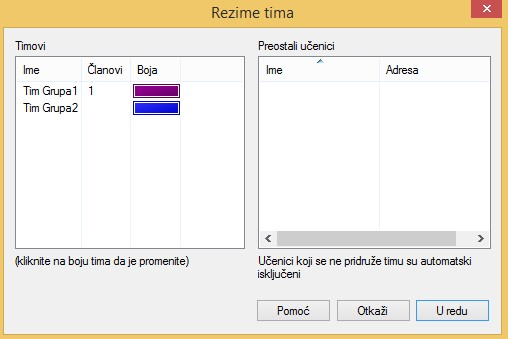 Rezime tima
Timovi
Ime Članovi Boja
Tim Grupa1 1
Tim Grupa2
(kliknite na boju tima da je promenite)
Preostali učenici
Ime Adresa
Učenici koji se ne pridruže timu su automatski
isključeni
Pomoć Otkaži U redu